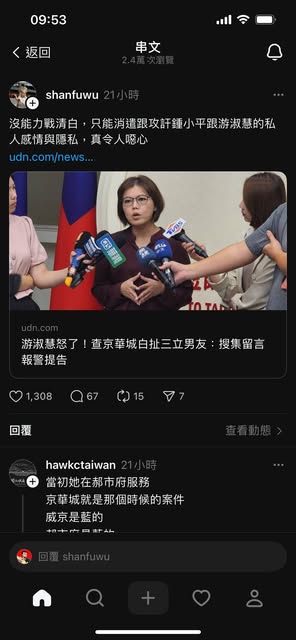 09:53
返回
串文
2.4萬 次瀏覽
shanfuwu 21小時
沒能力戰清白，只能消遣跟攻訐鍾小平跟游淑慧的私
人感情與隱私，真令人噁心
udn.com/news...
udn.com
游淑慧怒了！查京華城白扯三立男友：搜集留言
報警提告
1,308 67 15 7
回覆 查看動態
hawkctaiwan 21小時
當初她在郝市府服務
京華城就是那個時候的案件
威京是藍的
回覆 shanfuwu